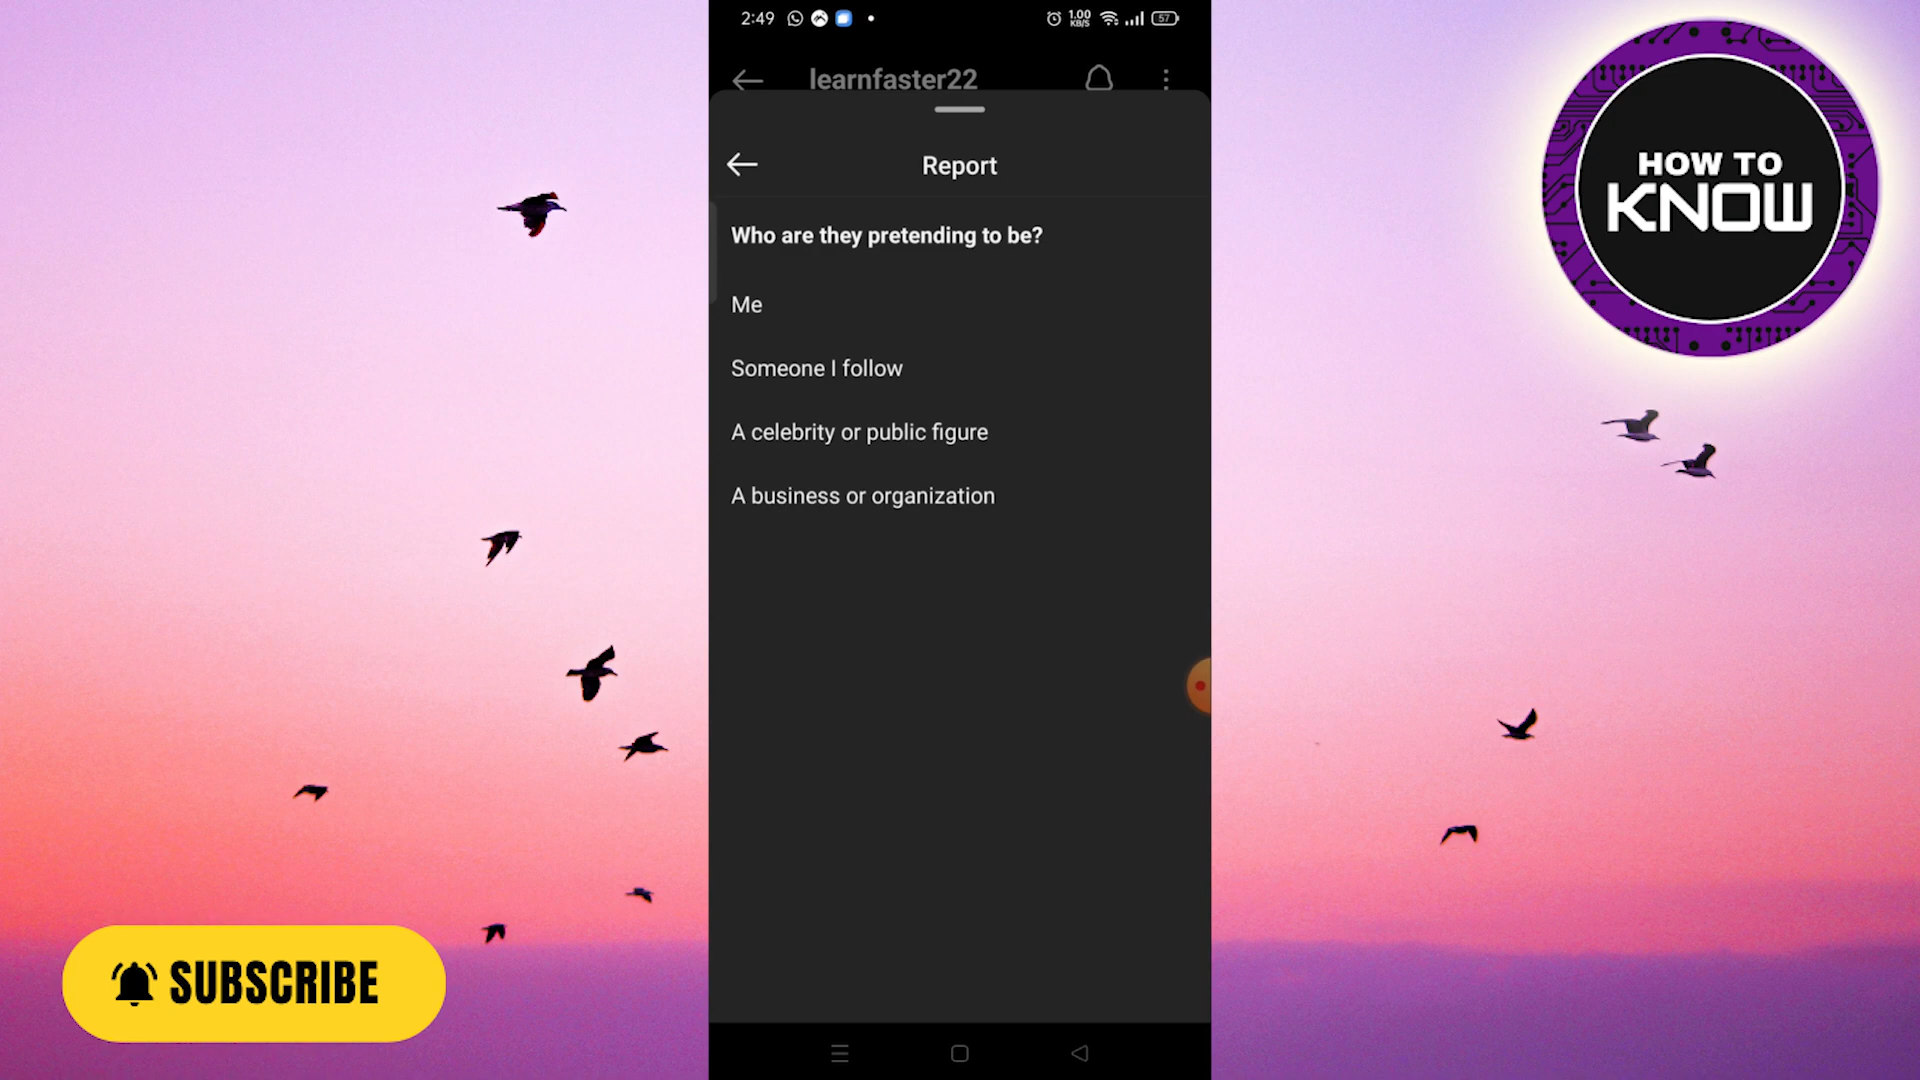 2:49
1.00
KB/S
57
learnfaster22
Report
Who are they pretending to be?
Me
Someone I follow
A celebrity or public figure
A business or organization
HOW TO
KNOW
SUBSCRIBE